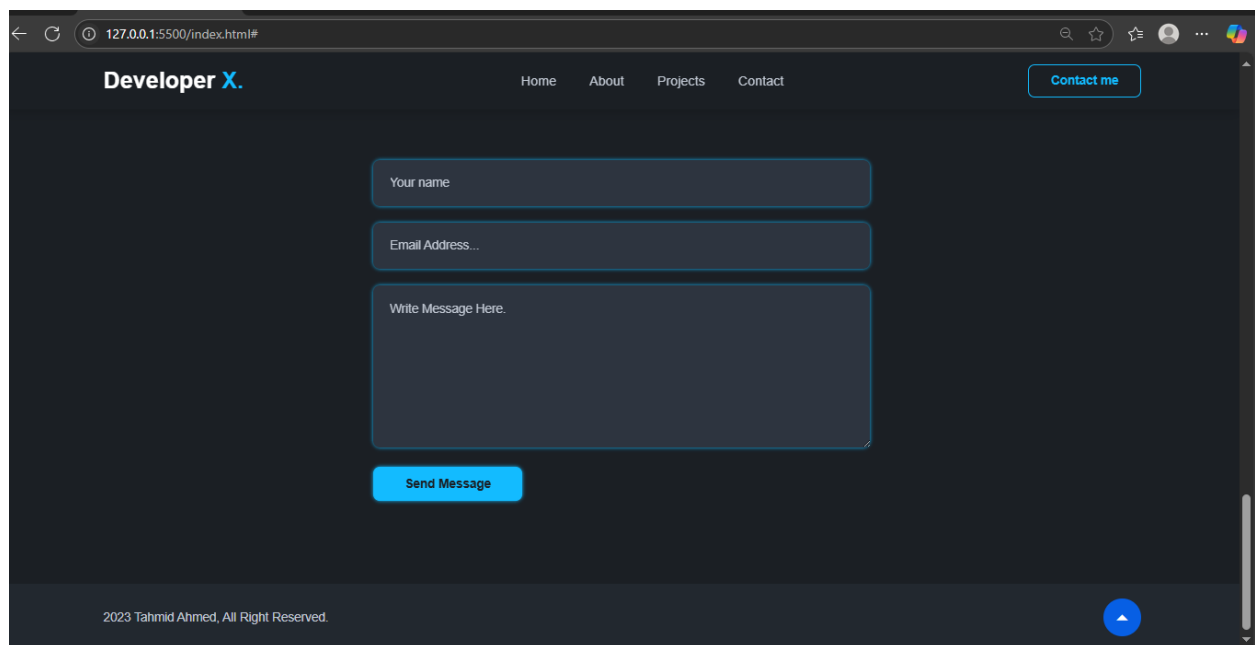 127.0.0.1:5500/index.html#
Developer X.
Home About Projects Contact
Contact me
Your name
Email Address...
Write Message Here.
Send Message
2023 Tahmid Ahmed, All Right Reserved.